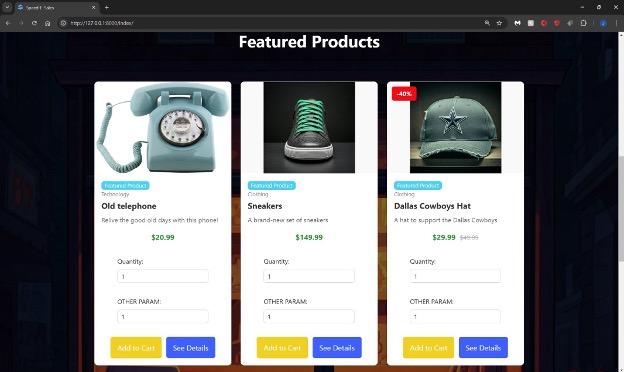 http://127.0.0.1:8000/index/
Featured Products
-40%
Featured Product
Technology
Old telephone
Relive the good old days with this phone!
$20.99
Quantity:
1
OTHER PARAM:
1
Add to Cart
See Details
Featured Product
Clothing
Sneakers
A brand-new set of sneakers
$149.99
Quantity:
1
OTHER PARAM:
1
Add to Cart
See Details
Featured Product
Clothing
Dallas Cowboys Hat
A hat to support the Dallas Cowboys
$29.99 $49.99
Quantity:
1
OTHER PARAM:
1
Add to Cart
See Details